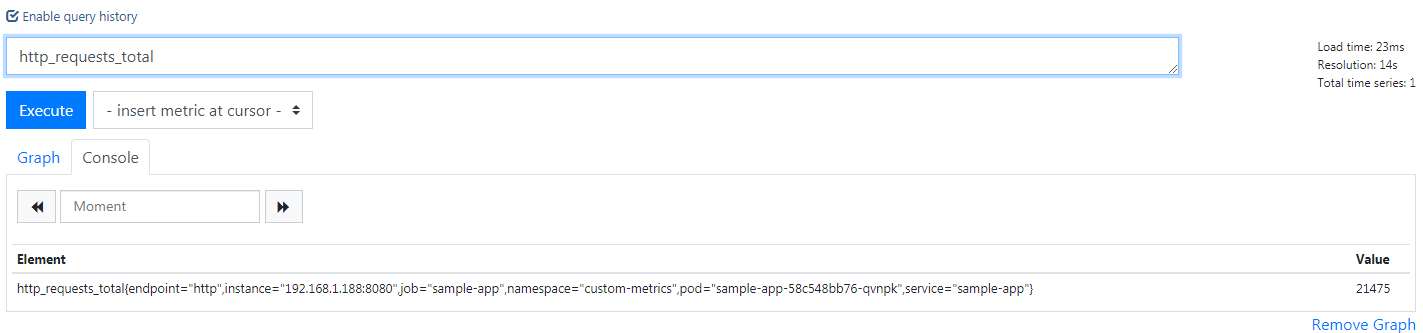 Enable query history
http_requests_total
Load time: 23ms
Resolution: 14s
Total time series: 1
Execute
- insert metric at cursor -
Graph
Console
Moment
Element Value
http_requests_total{endpoint="http",instance="192.168.1.188:8080",job="sample-app",namespace="custom-metrics",pod="sample-app-58c548bb76-qvnpk",service="sample-app"} 21475
Remove Graph